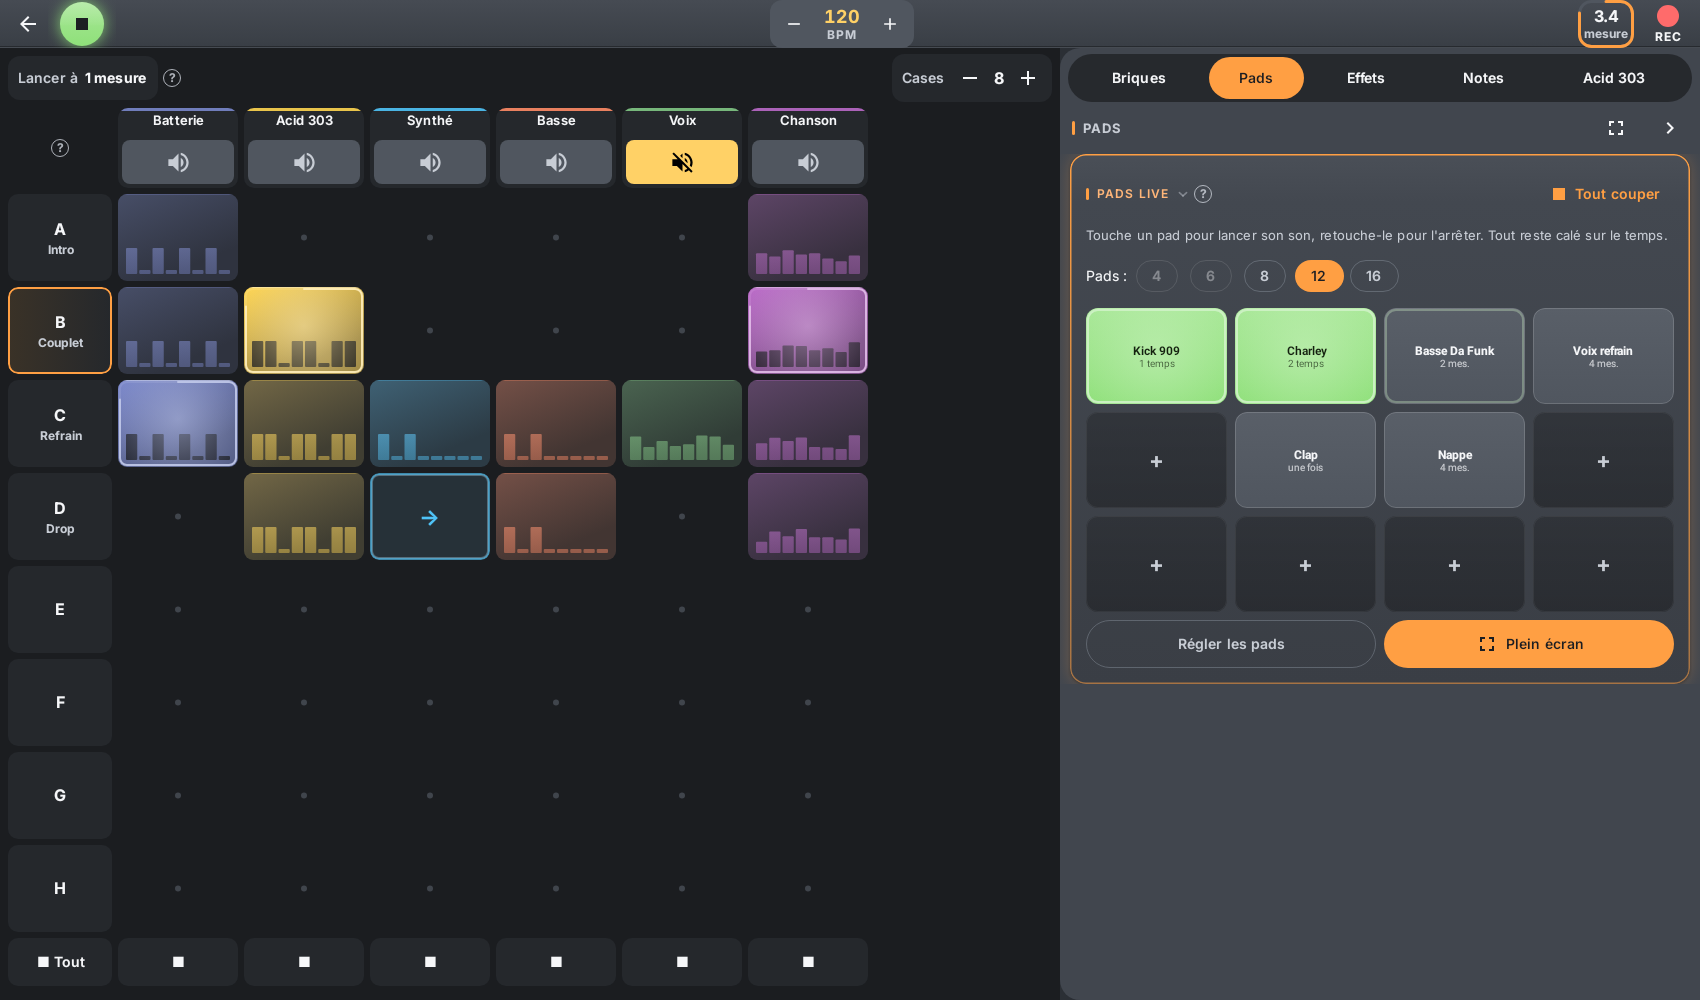 120
BPM
3.4
mesure
REC
Lancer à 1 mesure ?
Cases 8
Briques Pads Effets Notes Acid 303
Batterie Acid 303 Synthé Basse Voix Chanson
?
PADS
PADS LIVE ?
Tout couper
Touche un pad pour lancer son son, retouche-le pour l'arrêter. Tout reste calé sur le temps.
Pads : 4 6 8 12 16
A
Intro
B
Couplet
C
Refrain
D
Drop
E
F
G
H
Tout
Kick 909
1 temps
Charley
2 temps
Basse Da Funk
2 mes.
Voix refrain
4 mes.
+
Clap
une fois
Nappe
4 mes.
+
+ + + +
Régler les pads
Plein écran